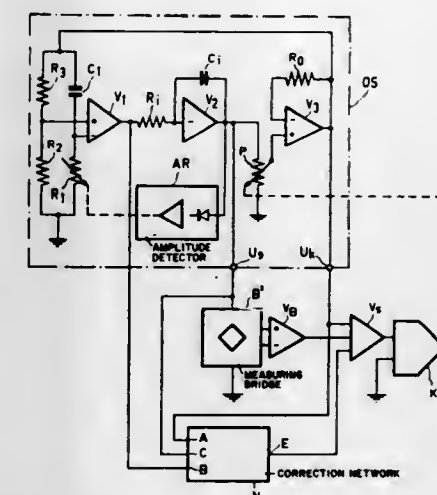 R3
C1
V1
Ri
Ci
V2
R0
V3
OS
R2
R1
P
AR
AMPLITUDE
DETECTOR
Ug
Uk
B'
VB
Vs
K
MEASURING
BRIDGE
A
C
B
E
CORRECTION NETWORK